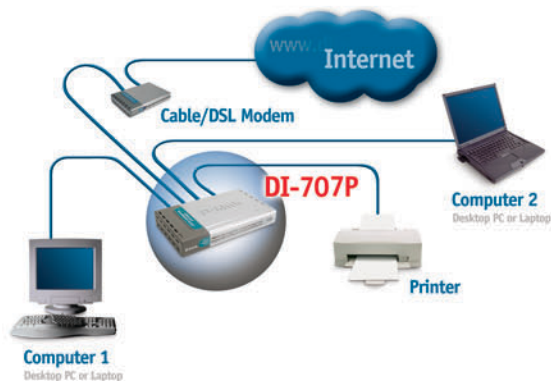 www.
Internet
Cable/DSL Modem
DI-707P
D-Link
Computer 2
Desktop PC or Laptop
Printer
Computer 1
Desktop PC or Laptop